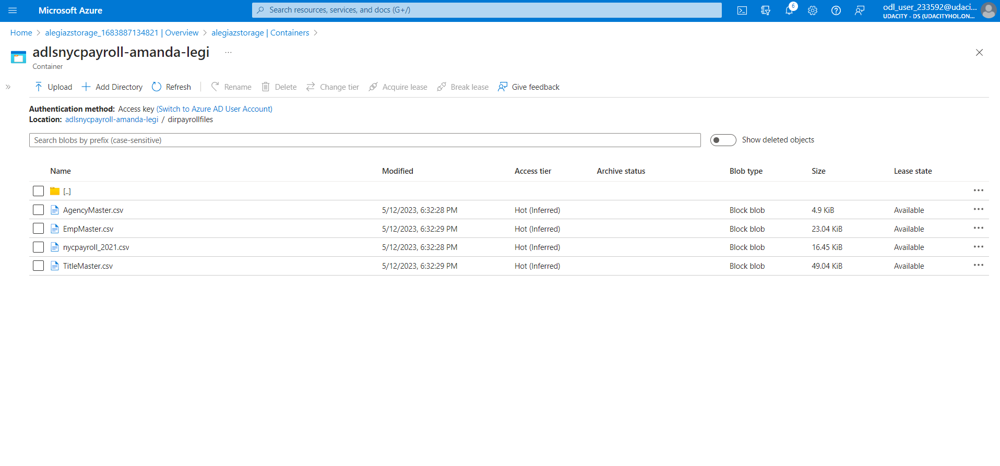 Microsoft Azure
Search resources, services, and docs (G+/)
6
odl_user_233592@udaci...
UDACITY - DS (UDACITYHOL.ON...
Home > alegiazstorage_1683887134821 | Overview > alegiazstorage | Containers >
adlsnycpayroll-amanda-legi ...
Container
Upload Add Directory Refresh Rename Delete Change tier Acquire lease Break lease Give feedback
Authentication method: Access key (Switch to Azure AD User Account)
Location: adlsnycpayroll-amanda-legi / dirpayrollfiles
Search blobs by prefix (case-sensitive)
Show deleted objects
Name Modified Access tier Archive status Blob type Size Lease state
[..]
AgencyMaster.csv 5/12/2023, 6:32:28 PM Hot (Inferred) Block blob 4.9 KiB Available
EmpMaster.csv 5/12/2023, 6:32:29 PM Hot (Inferred) Block blob 23.04 KiB Available
nycpayroll_2021.csv 5/12/2023, 6:32:28 PM Hot (Inferred) Block blob 16.45 KiB Available
TitleMaster.csv 5/12/2023, 6:32:29 PM Hot (Inferred) Block blob 49.04 KiB Available